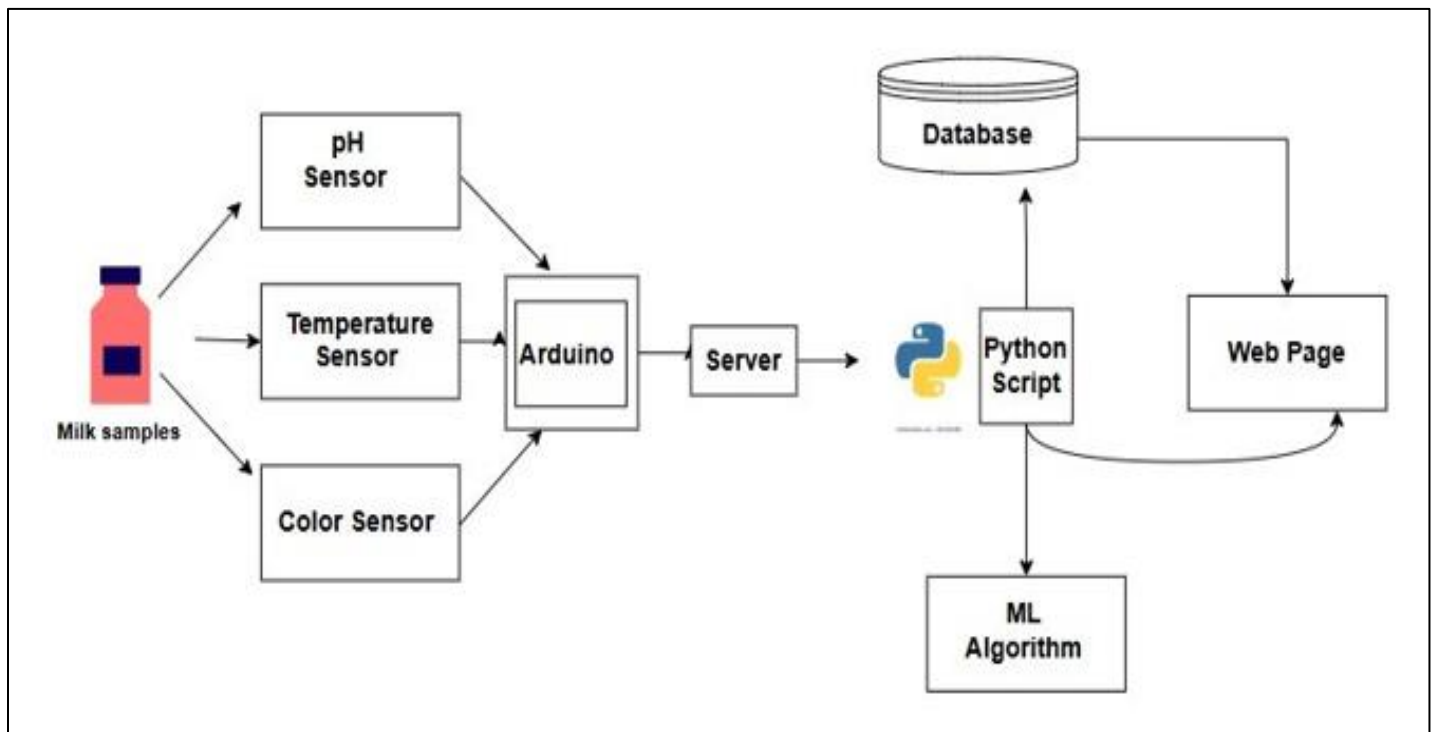 pH
Sensor
Milk samples
Temperature
Sensor
Color Sensor
Arduino
Server
Python
Script
Database
Web Page
ML
Algorithm